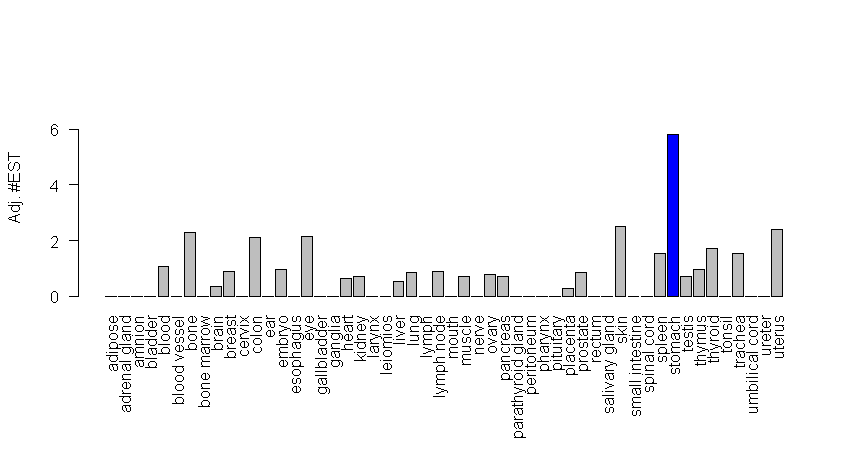 Adj. #EST
6
4
2
0
adipose
adrenal gland
amnion
bladder
blood
blood vessel
bone
bone marrow
brain
breast
cervix
colon
ear
embryo
esophagus
eye
gallbladder
ganglia
heart
kidney
larynx
leiomios
liver
lung
lymph
lymph node
mouth
muscle
nerve
ovary
pancreas
parathyroid gland
peritoneum
pharynx
pituitary
placenta
prostate
rectum
salivary gland
skin
small intestine
spinal cord
spleen
stomach
testis
thymus
thyroid
tonsil
trachea
umbilical cord
ureter
uterus